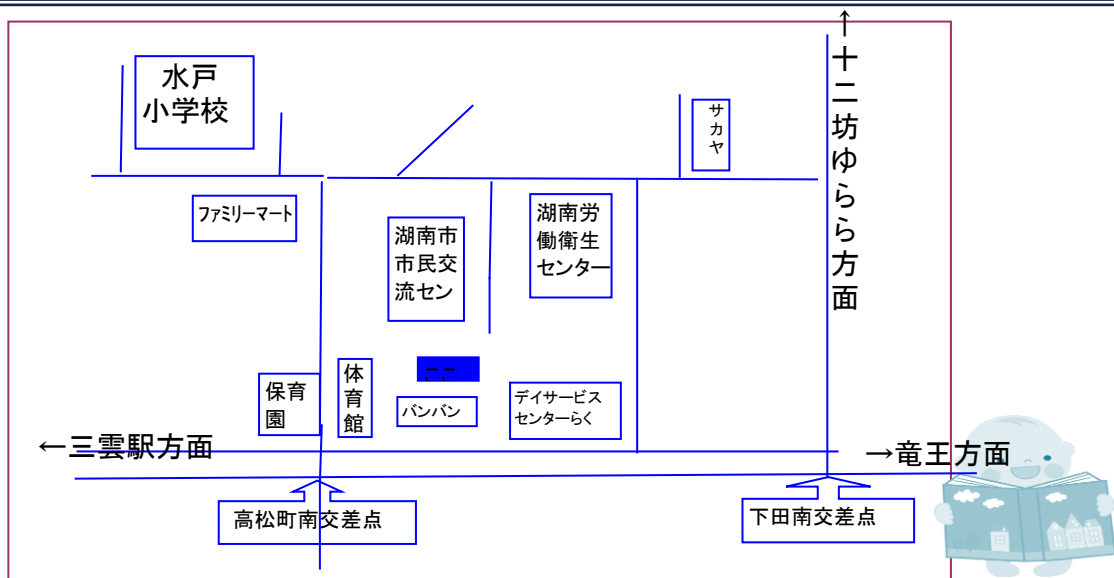 水戸
小学校
サカヤ
↑十二坊ゆらら方面
ファミリーマート
湖南市
市民交
流セン
湖南労
働衛生
センター
ここ
保育
園
体育館
バンバン
デイサービス
センターらく
←三雲駅方面
→竜王方面
高松町南交差点
下田南交差点